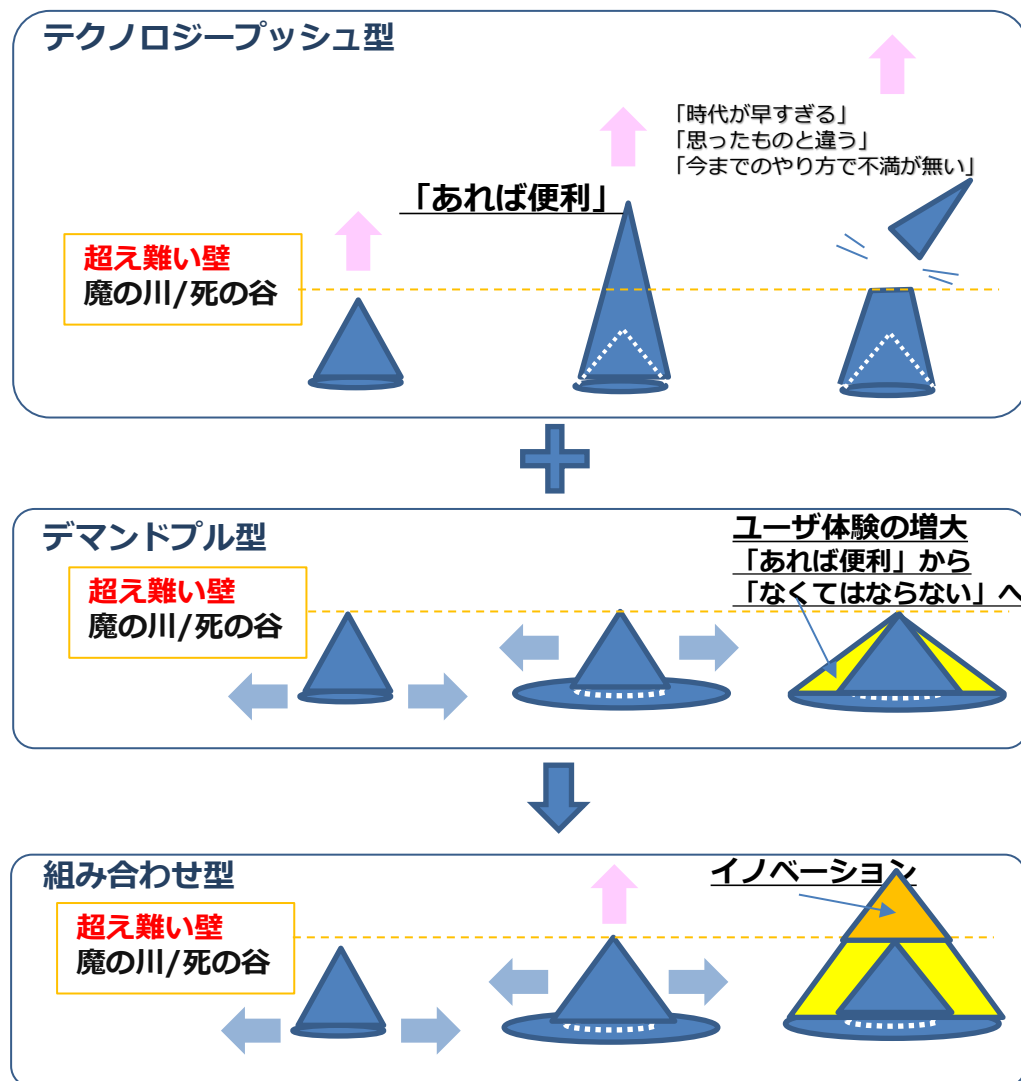 テクノロジープッシュ型
「時代が早すぎる」
「思ったものと違う」
「今までのやり方で不満が無い」
「あれば便利」
超え難い壁
魔の川/死の谷
デマンドプル型
ユーザ体験の増大
「あれば便利」から
「なくてはならない」へ
超え難い壁
魔の川/死の谷
組み合わせ型
イノベーション
超え難い壁
魔の川/死の谷